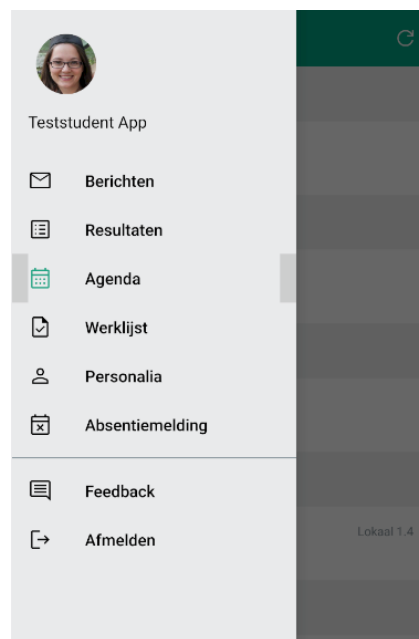 Teststudent App
Berichten
Resultaten
Agenda
Werklijst
Personalia
Absentiemelding
Feedback
Afmelden
Lokaal 1.4